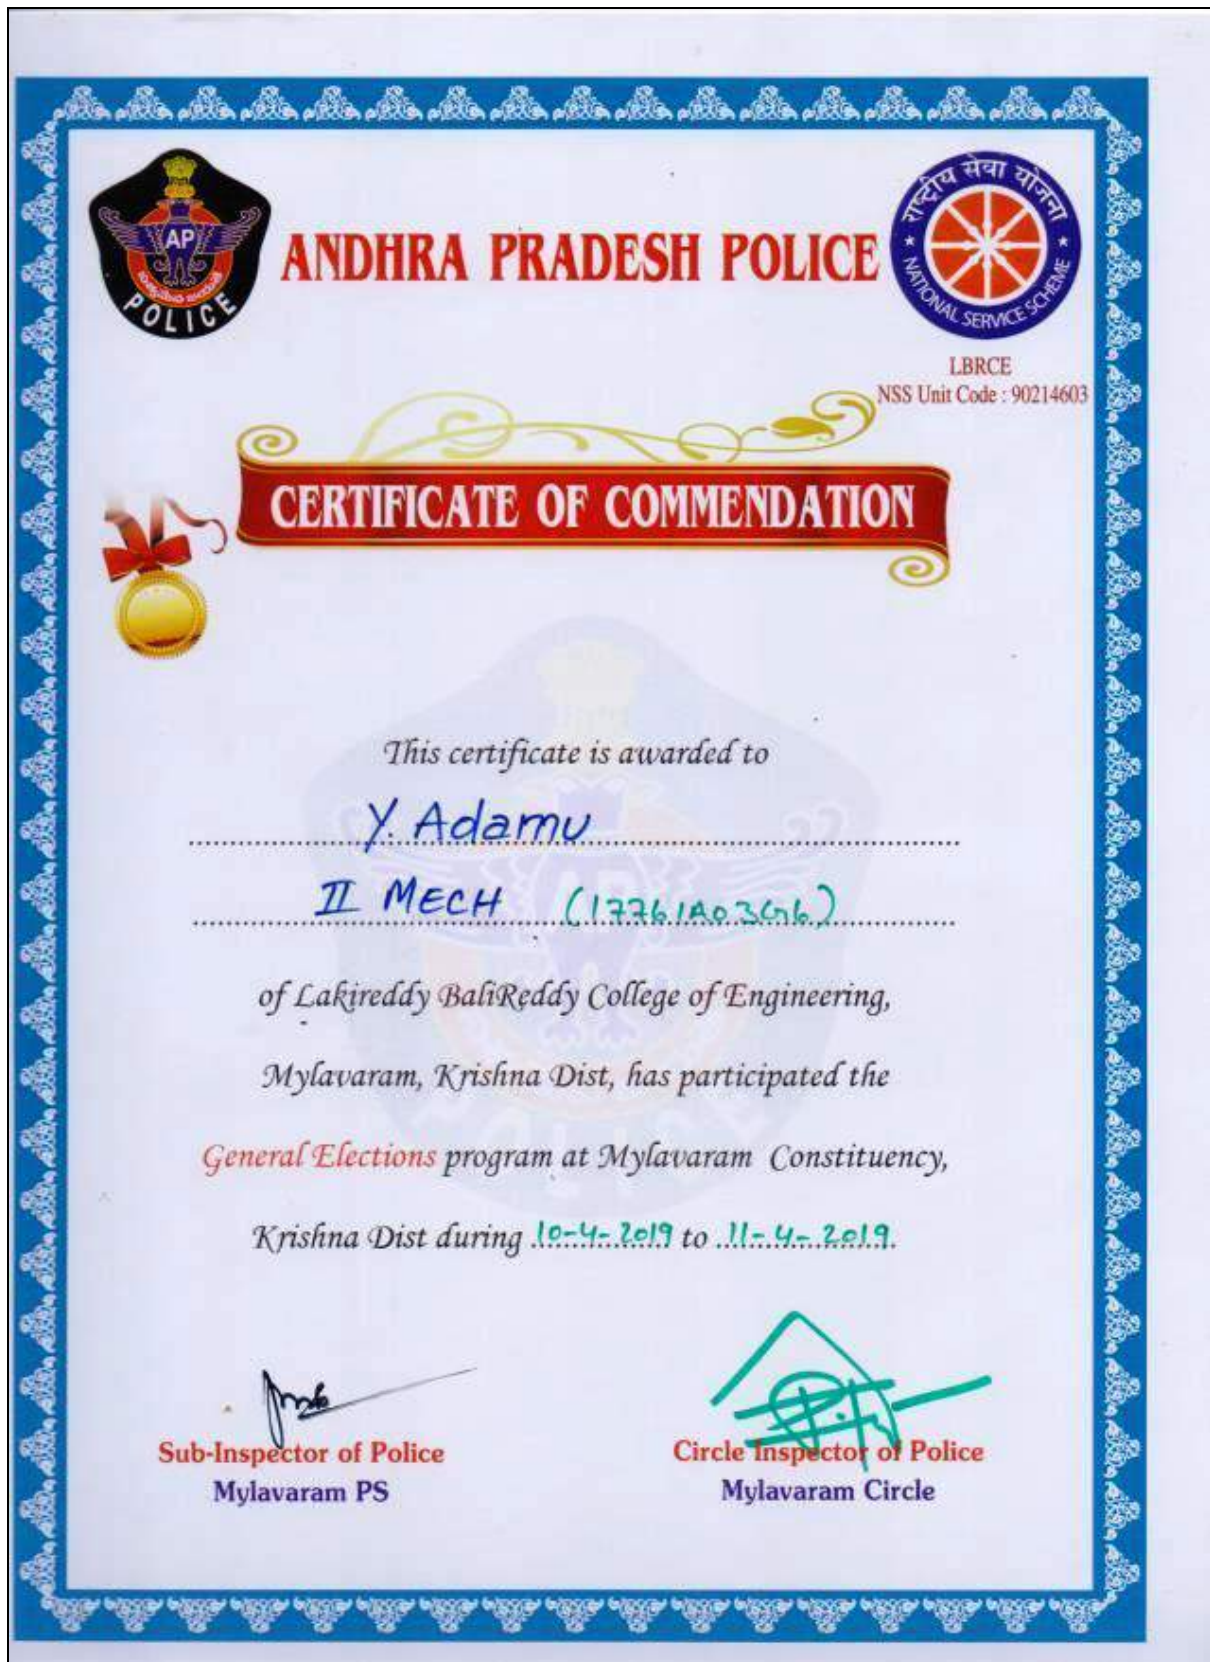 ANDHRA PRADESH POLICE
AP
POLICE
राष्ट्रीय सेवा योजना
NATIONAL SERVICE SCHEME
LBRCE
NSS Unit Code : 90214603
CERTIFICATE OF COMMENDATION
This certificate is awarded to
Y. Adamu
II MECH (17761A03G6)
of Lakireddy BaliReddy College of Engineering,
Mylavaram, Krishna Dist, has participated the
General Elections program at Mylavaram Constituency,
Krishna Dist during 10-4-2019 to 11-4-2019.
Sub-Inspector of Police
Mylavaram PS
Circle Inspector of Police
Mylavaram Circle